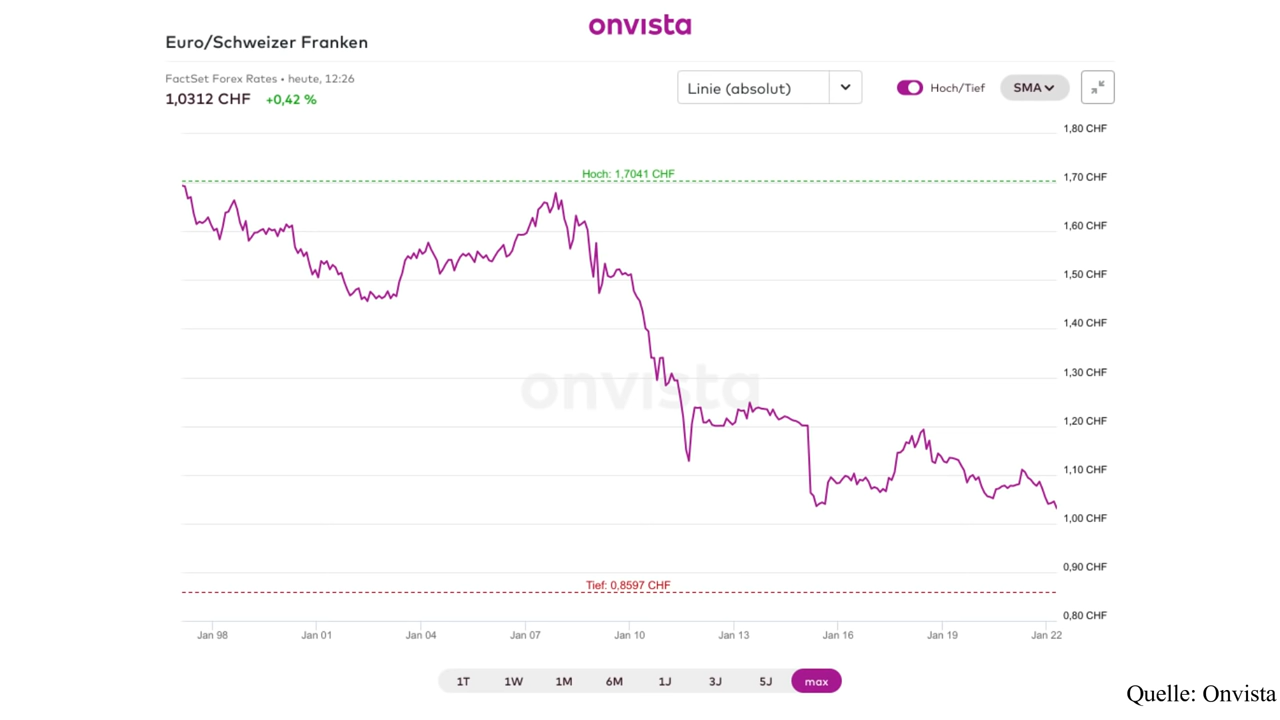 onvista
Euro/Schweizer Franken
FactSet Forex Rates • heute, 12:26
1,0312 CHF +0,42 %
Linie (absolut)
Hoch/Tief
SMA
1,80 CHF
Hoch: 1,7041 CHF
1,70 CHF
1,60 CHF
1,50 CHF
1,40 CHF
1,30 CHF
onvista
1,20 CHF
1,10 CHF
1,00 CHF
0,90 CHF
Tief: 0,8597 CHF
0,80 CHF
Jan 98 Jan 01 Jan 04 Jan 07 Jan 10 Jan 13 Jan 16 Jan 19 Jan 22
1T 1W 1M 6M 1J 3J 5J max
Quelle: Onvista